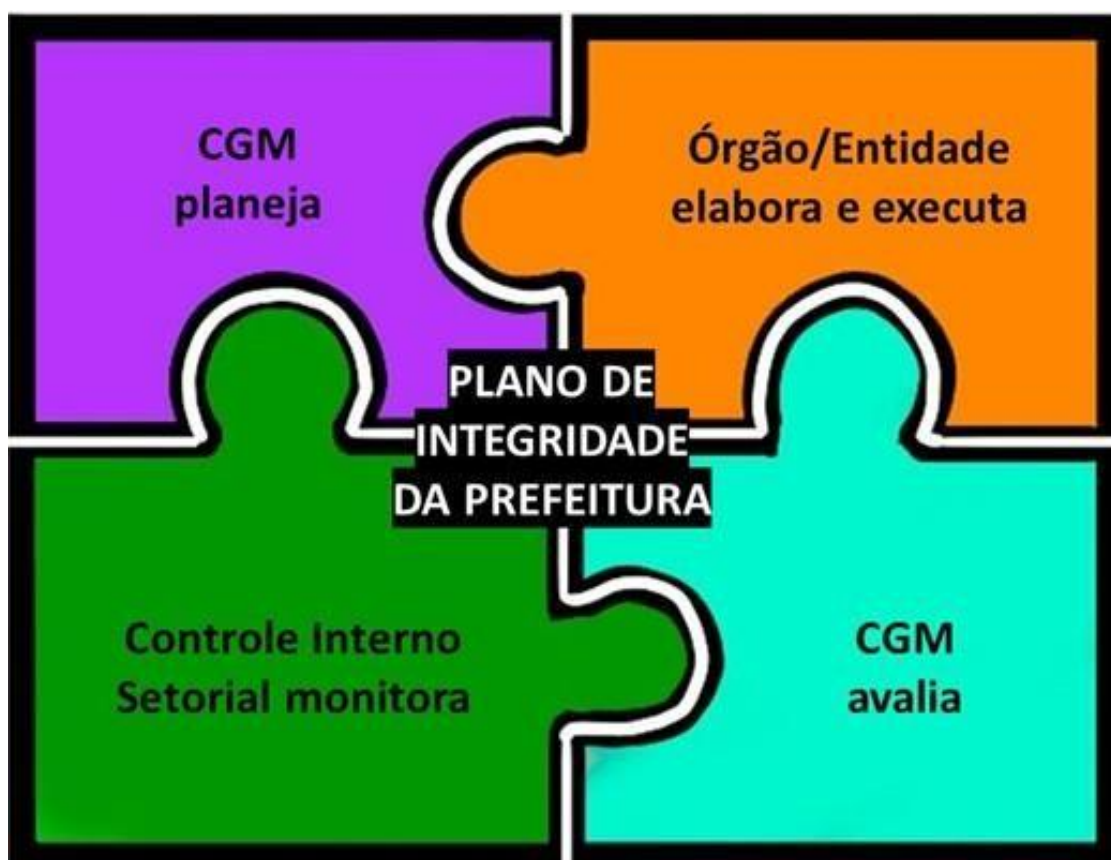 CGM
planeja
Órgão/Entidade
elabora e executa
PLANO DE
INTEGRIDADE
DA PREFEITURA
Controle Interno
Setorial monitora
CGM
avalia